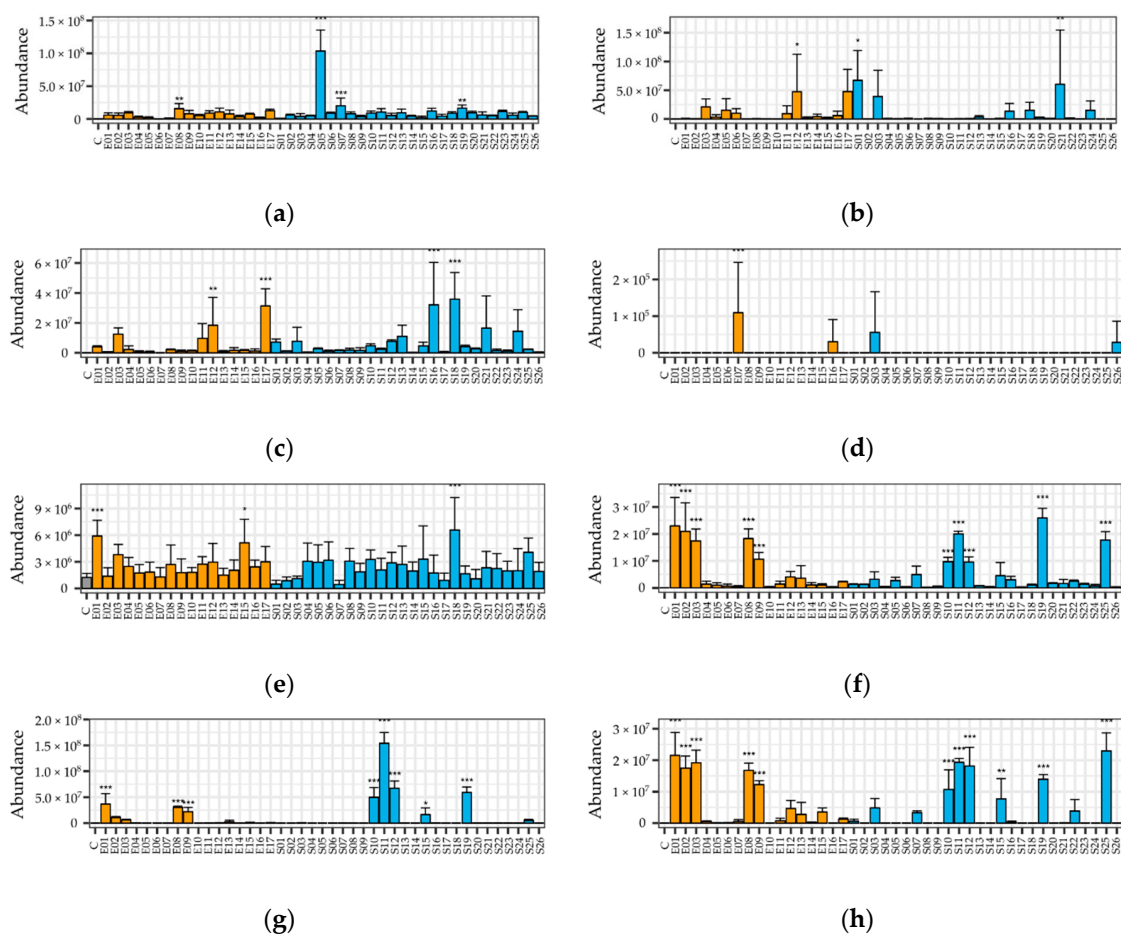 Abundance
1.5 × 10⁸
1.0 × 10⁸
5.0 × 10⁷
0
** *** *** **
C E01 E02 E03 E04 E05 E06 E07 E08 E09 E10 E11 E12 E13 E14 E15 E16 E17 S01 S02 S03 S04 S05 S06 S07 S08 S09 S10 S11 S12 S13 S14 S15 S16 S17 S18 S19 S20 S21 S22 S23 S24 S25 S26
(a)
Abundance
1.5 × 10⁸
1.0 × 10⁸
5.0 × 10⁷
0
* * **
C E01 E02 E03 E04 E05 E06 E07 E08 E09 E10 E11 E12 E13 E14 E15 E16 E17 S01 S02 S03 S04 S05 S06 S07 S08 S09 S10 S11 S12 S13 S14 S15 S16 S17 S18 S19 S20 S21 S22 S23 S24 S25 S26
(b)
Abundance
6 × 10⁷
4 × 10⁷
2 × 10⁷
0
** *** *** ***
C E01 E02 E03 E04 E05 E06 E07 E08 E09 E10 E11 E12 E13 E14 E15 E16 E17 S01 S02 S03 S04 S05 S06 S07 S08 S09 S10 S11 S12 S13 S14 S15 S16 S17 S18 S19 S20 S21 S22 S23 S24 S25 S26
(c)
Abundance
2 × 10⁵
1 × 10⁵
0
***
C E01 E02 E03 E04 E05 E06 E07 E08 E09 E10 E11 E12 E13 E14 E15 E16 E17 S01 S02 S03 S04 S05 S06 S07 S08 S09 S10 S11 S12 S13 S14 S15 S16 S17 S18 S19 S20 S21 S22 S23 S24 S25 S26
(d)
Abundance
9 × 10⁶
6 × 10⁶
3 × 10⁶
0
*** * ***
C E01 E02 E03 E04 E05 E06 E07 E08 E09 E10 E11 E12 E13 E14 E15 E16 E17 S01 S02 S03 S04 S05 S06 S07 S08 S09 S10 S11 S12 S13 S14 S15 S16 S17 S18 S19 S20 S21 S22 S23 S24 S25 S26
(e)
Abundance
3 × 10⁷
2 × 10⁷
1 × 10⁷
0
*** *** *** *** *** *** *** *** *** ***
C E01 E02 E03 E04 E05 E06 E07 E08 E09 E10 E11 E12 E13 E14 E15 E16 E17 S01 S02 S03 S04 S05 S06 S07 S08 S09 S10 S11 S12 S13 S14 S15 S16 S17 S18 S19 S20 S21 S22 S23 S24 S25 S26
(f)
Abundance
2.0 × 10⁸
1.5 × 10⁸
1.0 × 10⁸
5.0 × 10⁷
0
*** *** *** *** *** *** * ***
C E01 E02 E03 E04 E05 E06 E07 E08 E09 E10 E11 E12 E13 E14 E15 E16 E17 S01 S02 S03 S04 S05 S06 S07 S08 S09 S10 S11 S12 S13 S14 S15 S16 S17 S18 S19 S20 S21 S22 S23 S24 S25 S26
(g)
Abundance
3 × 10⁷
2 × 10⁷
1 × 10⁷
0
*** *** *** *** *** *** *** *** ** *** ***
C E01 E02 E03 E04 E05 E06 E07 E08 E09 E10 E11 E12 E13 E14 E15 E16 E17 S01 S02 S03 S04 S05 S06 S07 S08 S09 S10 S11 S12 S13 S14 S15 S16 S17 S18 S19 S20 S21 S22 S23 S24 S25 S26
(h)